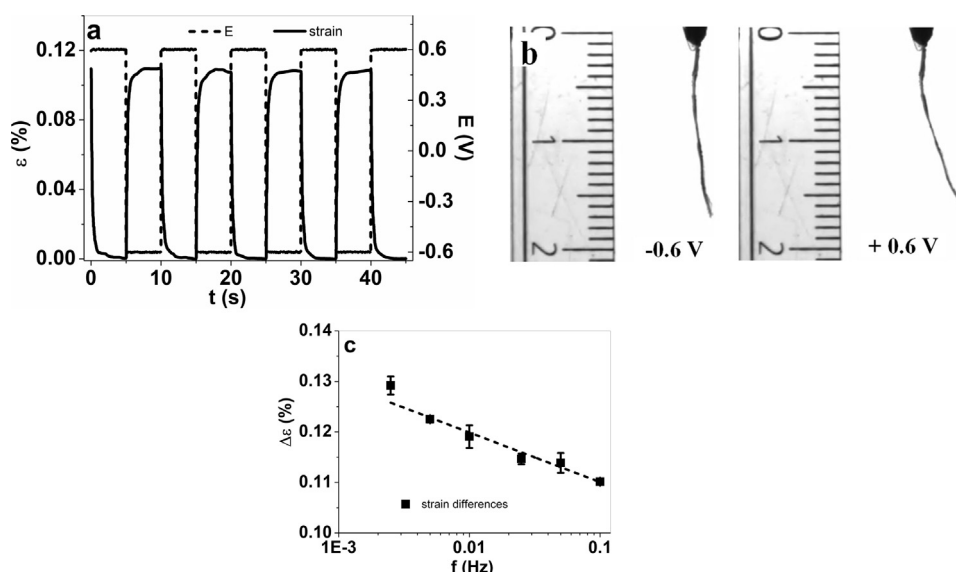 a
E strain
0.12
0.08
0.04
0.00
ε (%)
0.6
0.3
0.0
-0.3
-0.6
E (V)
0 10 20 30 40
t (s)
b
1
2
-0.6 V
0
1
2
+ 0.6 V
c
0.14
0.13
0.12
0.11
0.10
Δε (%)
strain differences
1E-3 0.01 0.1
f (Hz)